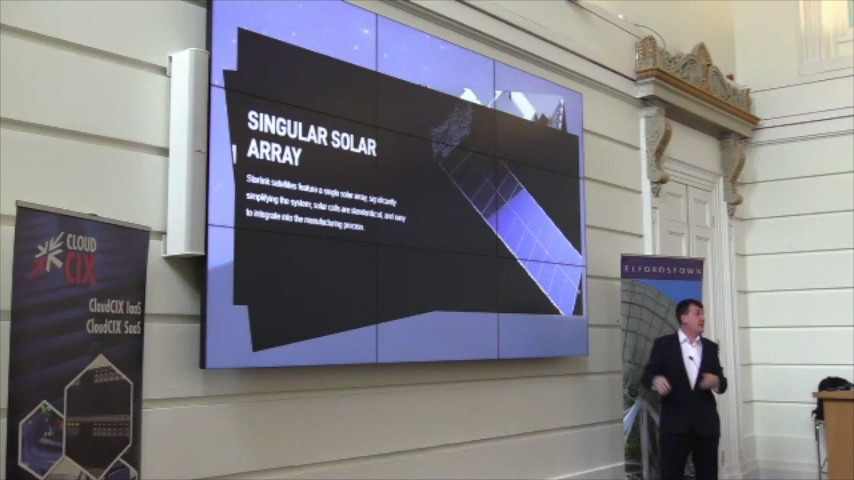 SINGULAR SOLAR
ARRAY
Starlink satellites feature a single solar array, significantly
simplifying the system, solar cells are standardized, and easy
to integrate into the manufacturing process.
CLOUD
CIX
CloudCIX IaaS
CloudCIX SaaS
ELFORDSTOWN